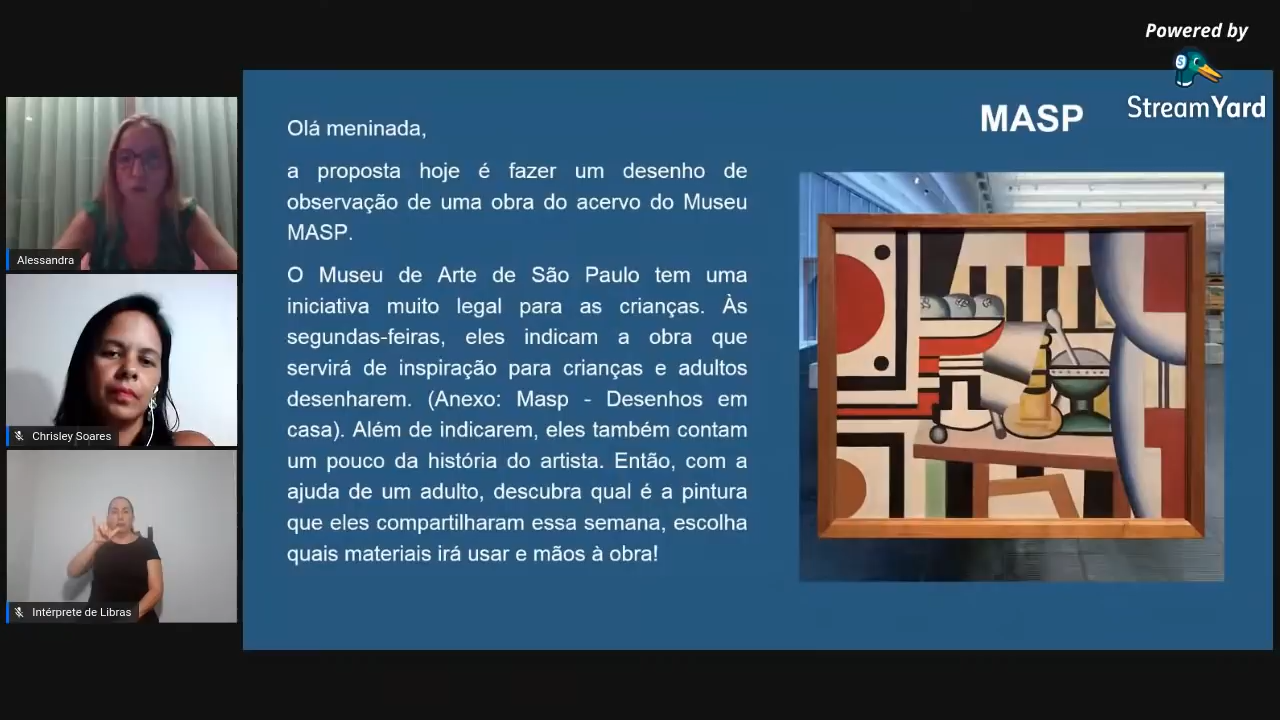 Powered by
StreamYard
MASP
Olá meninada,
a proposta hoje é fazer um desenho de
observação de uma obra do acervo do Museu
MASP.
O Museu de Arte de São Paulo tem uma
iniciativa muito legal para as crianças. Às
segundas-feiras, eles indicam a obra que
servirá de inspiração para crianças e adultos
desenharem. (Anexo: Masp - Desenhos em
casa). Além de indicarem, eles também contam
um pouco da história do artista. Então, com a
ajuda de um adulto, descubra qual é a pintura
que eles compartilharam essa semana, escolha
quais materiais irá usar e mãos à obra!
Alessandra
Chrisley Soares
Intérprete de Libras